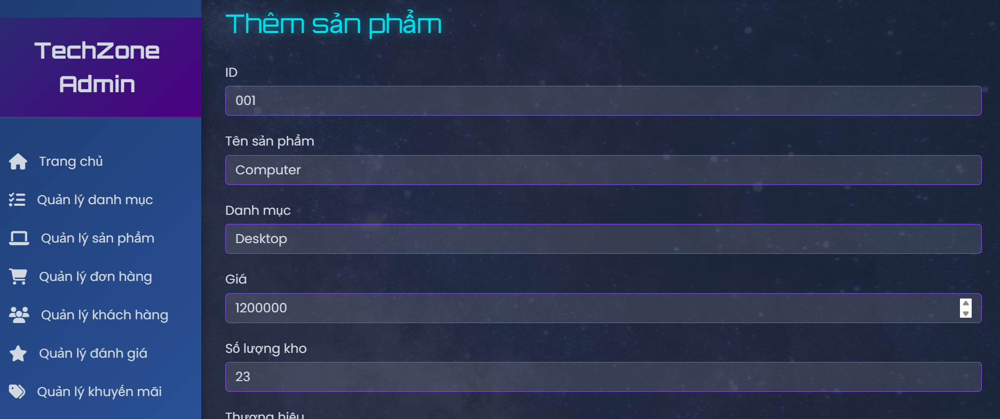 TechZone
Admin
Trang chủ
Quản lý danh mục
Quản lý sản phẩm
Quản lý đơn hàng
Quản lý khách hàng
Quản lý đánh giá
Quản lý khuyến mãi
Thêm sản phẩm
ID
001
Tên sản phẩm
Computer
Danh mục
Desktop
Giá
1200000
Số lượng kho
23
Thương hiệu